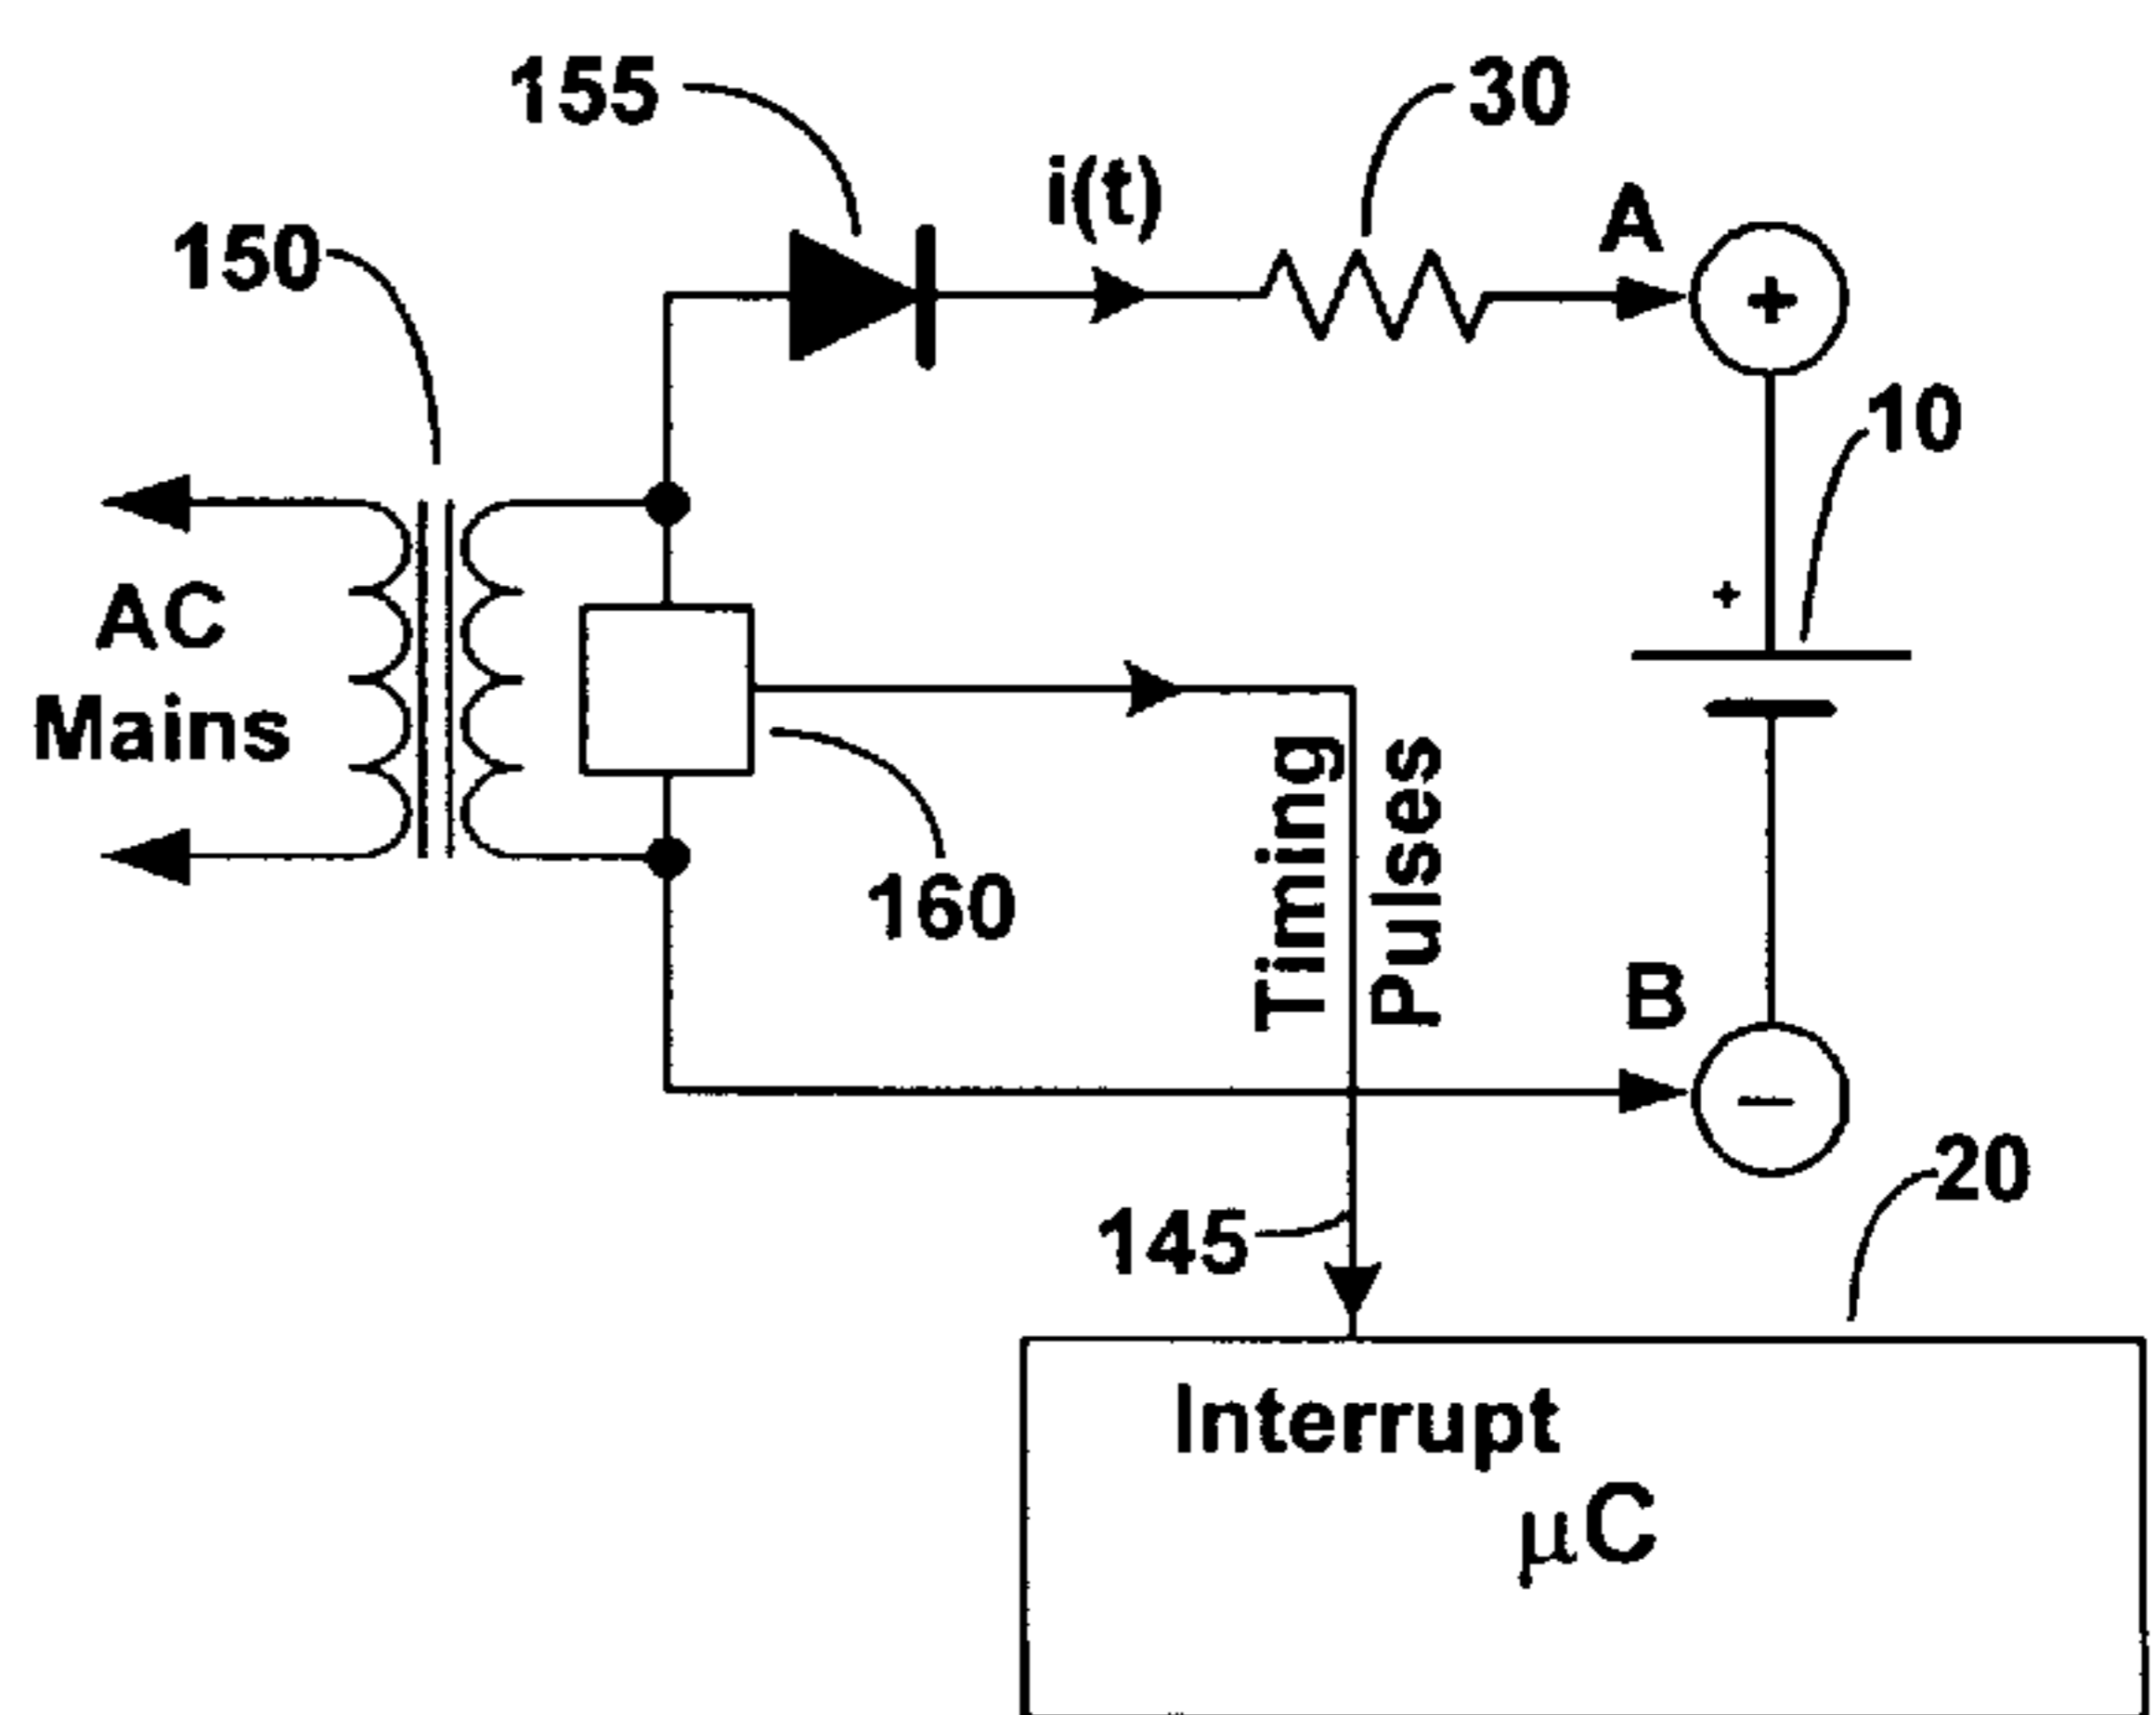 155
30
i(t)
A
150
+
10
AC
Mains
+
160
Timing
Pulses
B
−
20
145
Interrupt
µC